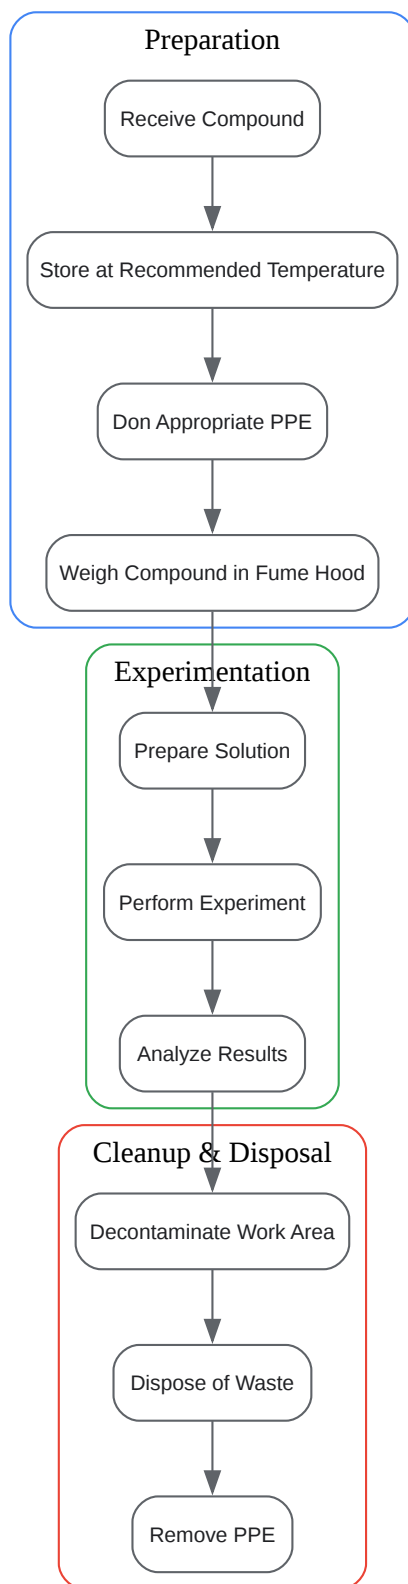 Preparation
Receive Compound
Store at Recommended Temperature
Don Appropriate PPE
Weigh Compound in Fume Hood
Experimentation
Prepare Solution
Perform Experiment
Analyze Results
Cleanup & Disposal
Decontaminate Work Area
Dispose of Waste
Remove PPE